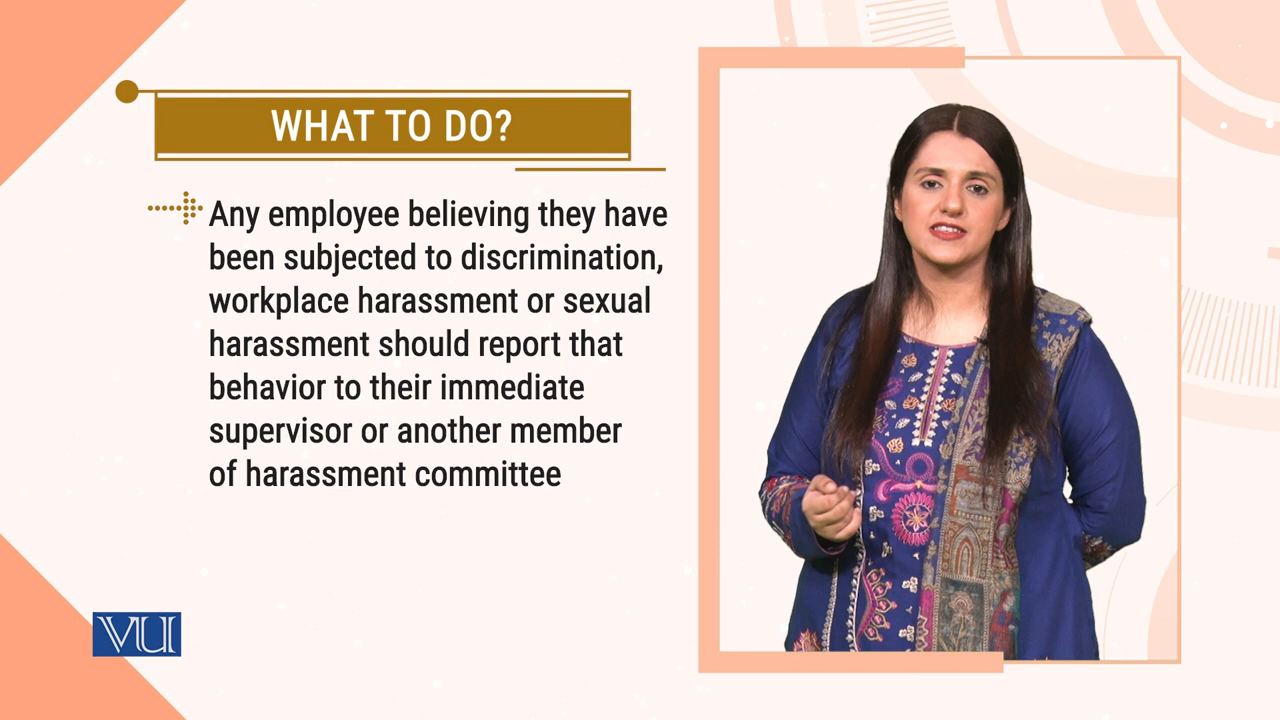 WHAT TO DO?
Any employee believing they have
been subjected to discrimination,
workplace harassment or sexual
harassment should report that
behavior to their immediate
supervisor or another member
of harassment committee
VU